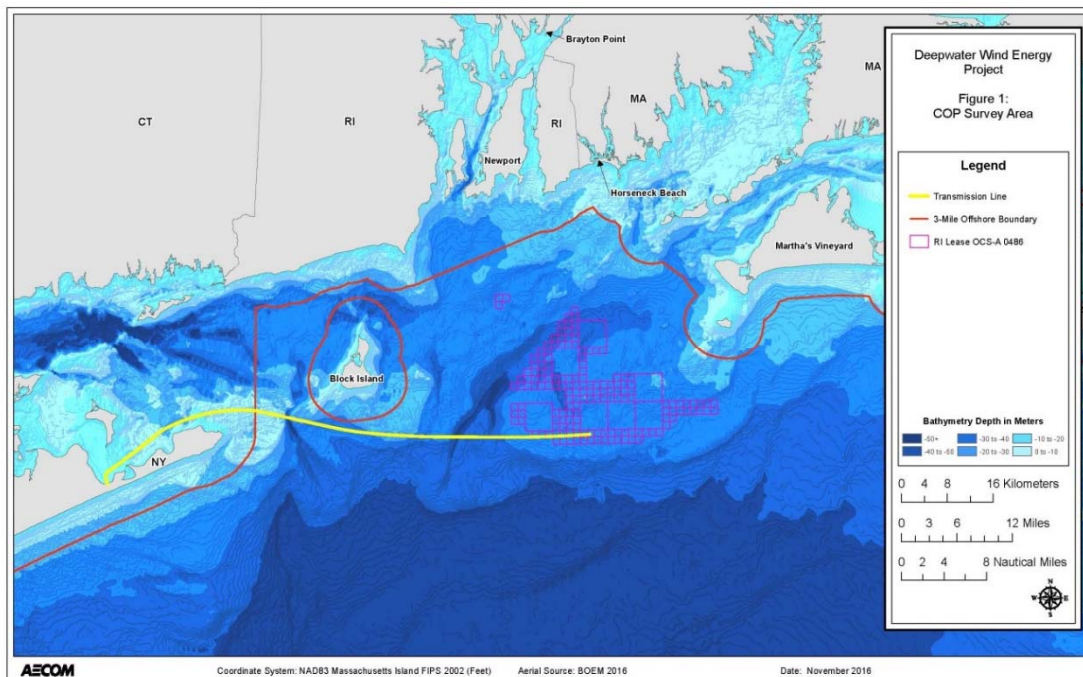 Brayton Point
MA
CT
RI
MA
RI
Newport
Horseneck Beach
Martha's Vineyard
Block Island
NY
Deepwater Wind Energy
Project
Figure 1:
COP Survey Area
Legend
Transmission Line
3-Mile Offshore Boundary
RI Lease OCS-A 0486
Bathymetry Depth in Meters
-50+
-30 to -40
-10 to -20
-40 to -50
-20 to -30
0 to -10
0 4 8 16 Kilometers
0 3 6 12 Miles
0 2 4 8 Nautical Miles
N
W E
S
AECOM
Coordinate System: NAD83 Massachusetts Island FIPS 2002 (Feet) Aerial Source: BOEM 2016 Date: November 2016